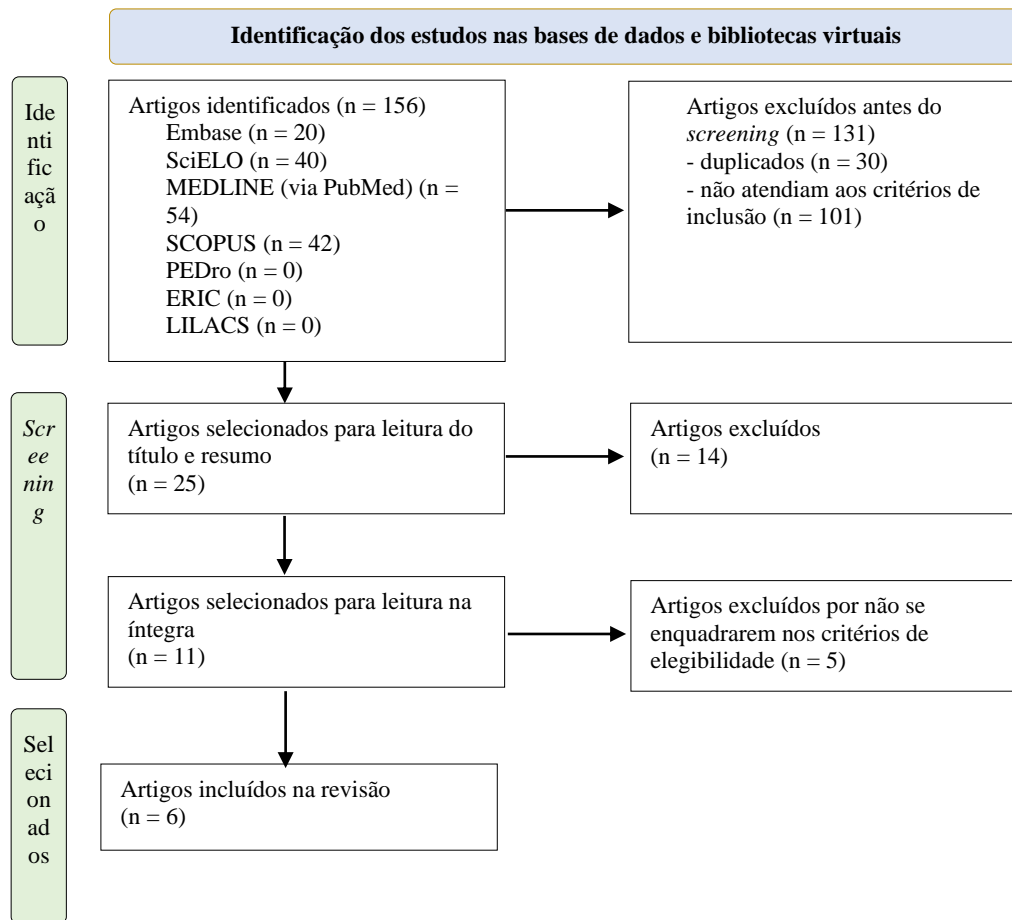 Identificação dos estudos nas bases de dados e bibliotecas virtuais
Ide
nti
fic
açã
o
Artigos identificados (n = 156)
Embase (n = 20)
SciELO (n = 40)
MEDLINE (via PubMed) (n =
54)
SCOPUS (n = 42)
PEDro (n = 0)
ERIC (n = 0)
LILACS (n = 0)
Artigos excluídos antes do
screening (n = 131)
- duplicados (n = 30)
- não atendiam aos critérios de
inclusão (n = 101)
Scr
ee
nin
g
Artigos selecionados para leitura do
título e resumo
(n = 25)
Artigos excluídos
(n = 14)
Artigos selecionados para leitura na
íntegra
(n = 11)
Artigos excluídos por não se
enquadrarem nos critérios de
elegibilidade (n = 5)
Sel
eci
on
ad
os
Artigos incluídos na revisão
(n = 6)